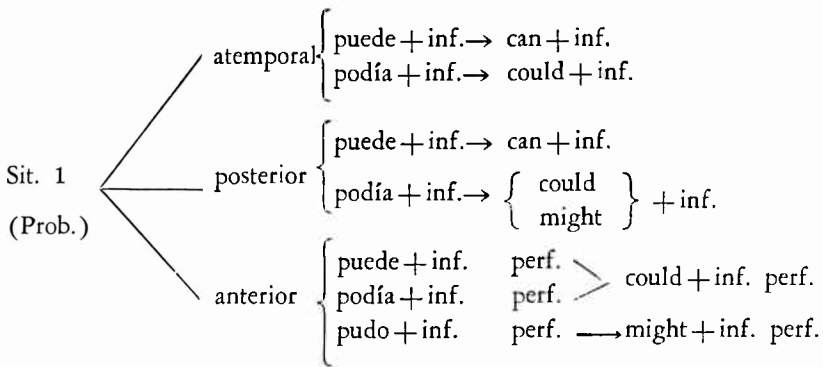 puede + inf. → can + inf.
atemporal
podía + inf. → could + inf.
puede + inf. → can + inf.
Sit. 1
posterior
podía + inf. → { could might } + inf.
(Prob.)
puede + inf. perf.
could + inf. perf.
anterior
podía + inf. perf.
pudo + inf. perf. → might + inf. perf.